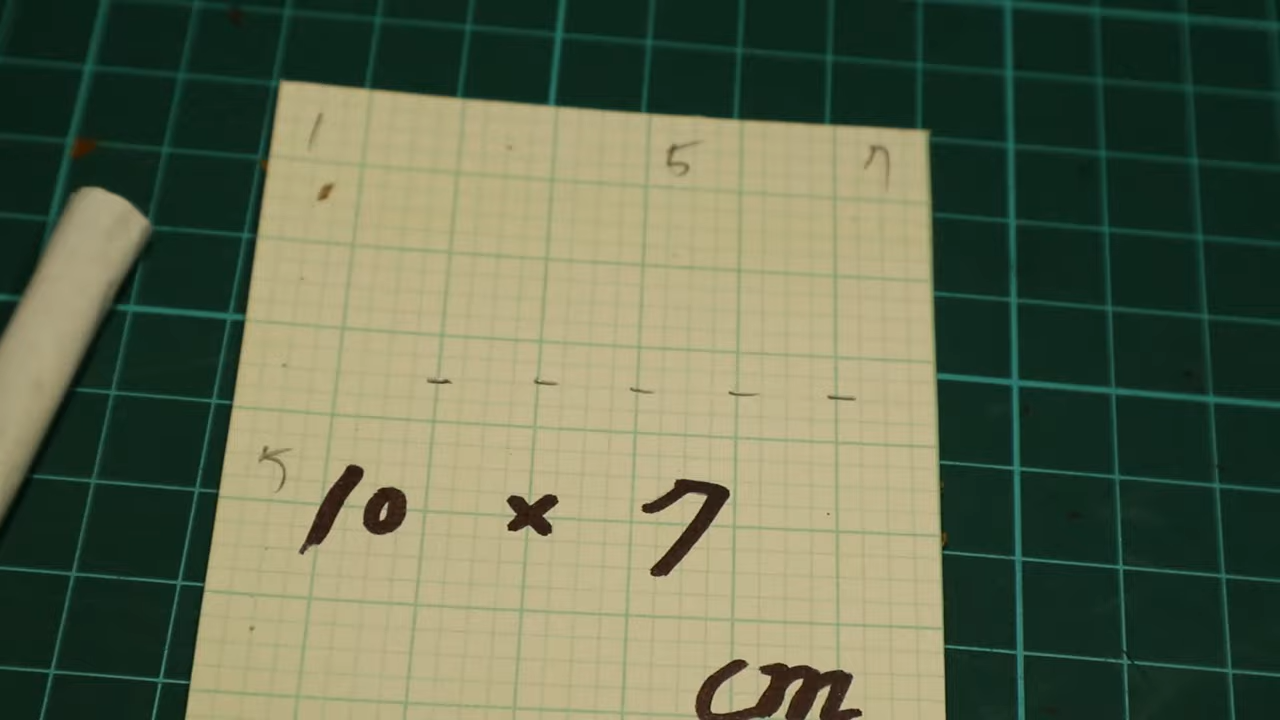 1 5 7
- - - - -
5
10 × 7
cm